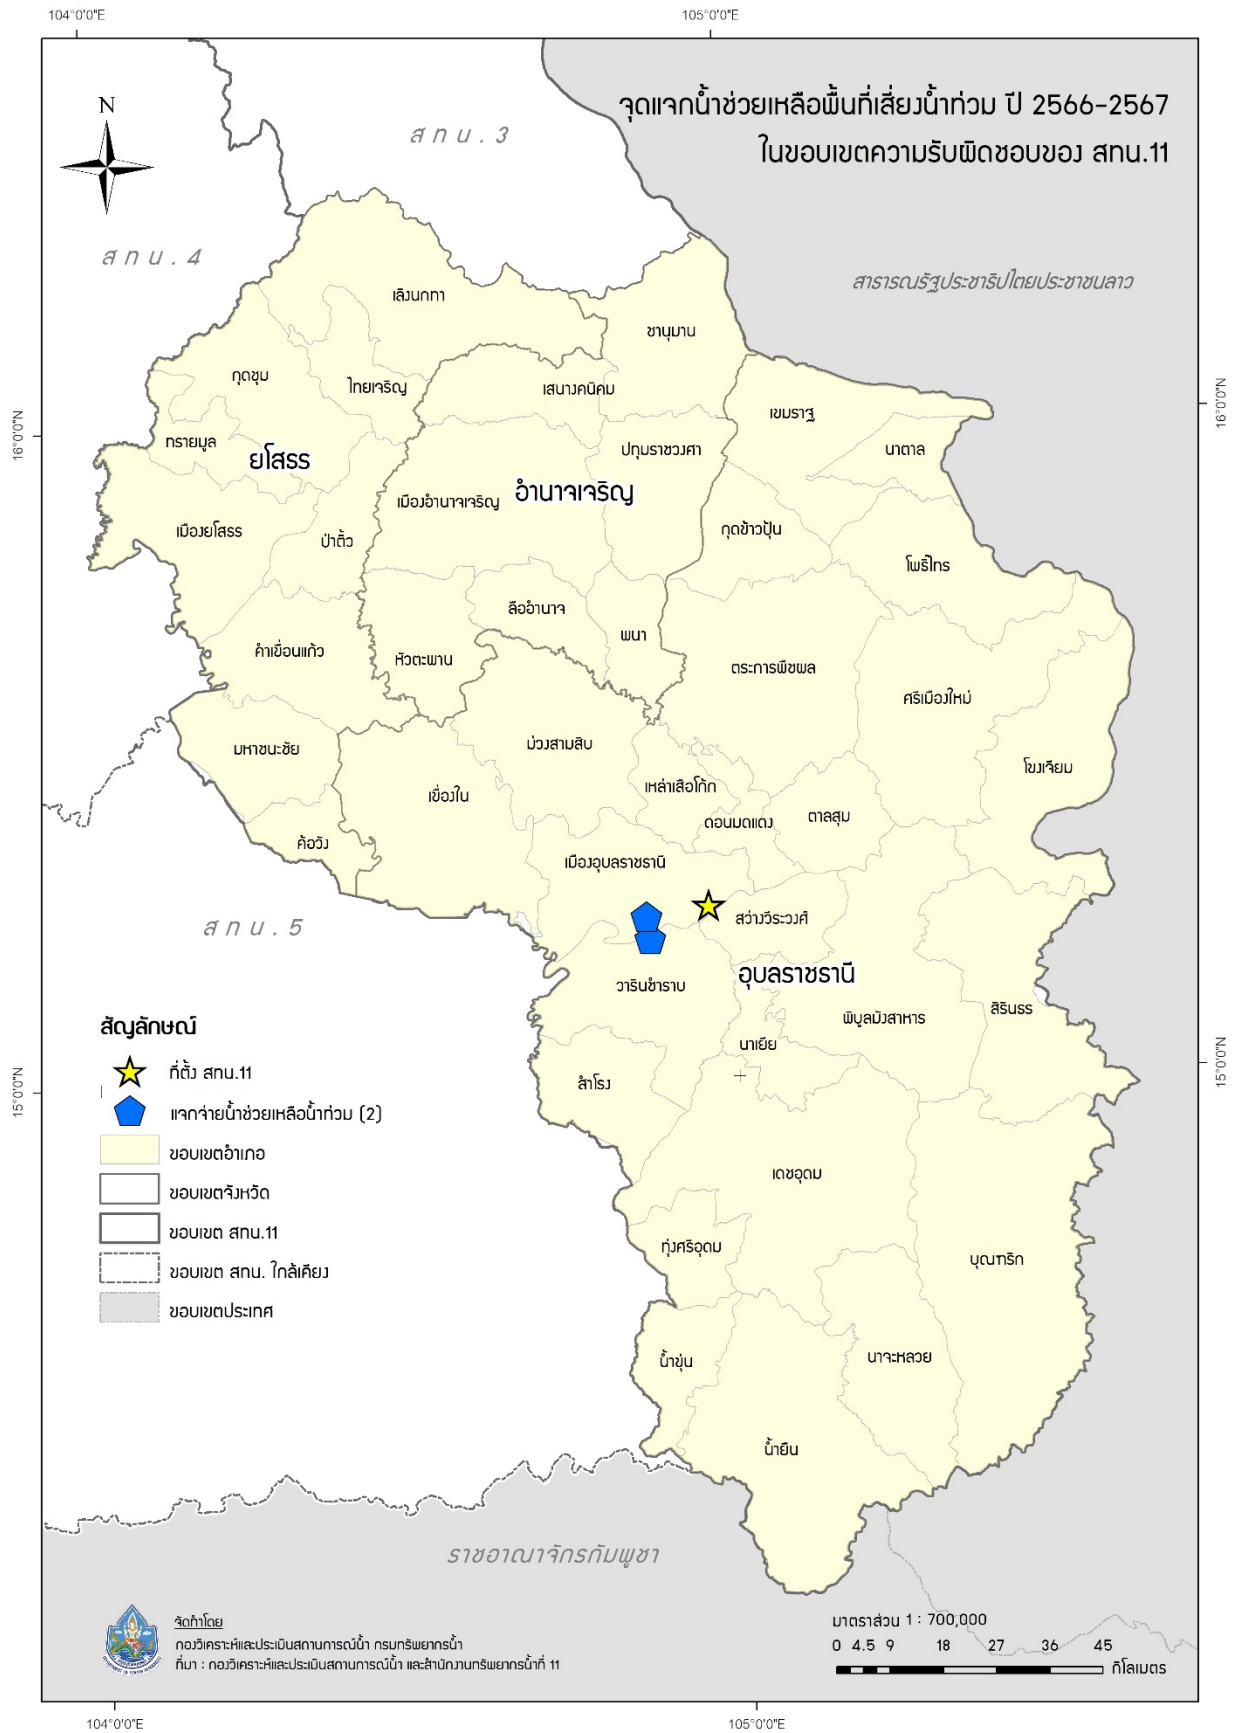 104°0'0"E
105°0'0"E
จุดแจกน้ำช่วยเหลือพื้นที่เสี่ยงน้ำท่วม ปี 2566-2567
ในขอบเขตความรับผิดชอบของ สทน.11
N
สทน.3
สทน.4
สาธารณรัฐประชาธิปไตยประชาชนลาว
เลิงนกทา
ชานุมาน
กุดชุม
ไทยเจริญ
เสนางคนิคม
เขมราฐ
16°0'0"N
16°0'0"N
ทรายมูล
ยโสธร
ปทุมราชวงศา
นาตาล
เมืองอำนาจเจริญ
อำนาจเจริญ
เมืองยโสธร
ป่าติ้ว
กุดข้าวปุ้น
โพธิ์ไทร
ลืออำนาจ
พนา
คำเขื่อนแก้ว
หัวตะพาน
ตระการพืชผล
ศรีเมืองใหม่
มหาชนะชัย
ม่วงสามสิบ
โขงเจียม
เขื่องใน
เหล่าเสือโก้ก
ดอนมดแดง
ตาลสุม
ค้อวัง
เมืองอุบลราชธานี
สทน.5
สว่างวีระวงศ์
วารินชำราบ
อุบลราชธานี
สิรินธร
พิบูลมังสาหาร
นาเยีย
สำโรง
15°0'0"N
15°0'0"N
สัญลักษณ์
ที่ตั้ง สทน.11
แจกจ่ายน้ำช่วยเหลือน้ำท่วม (2)
ขอบเขตอำเภอ
ขอบเขตจังหวัด
ขอบเขต สทน.11
ขอบเขต สทน. ใกล้เคียง
ขอบเขตประเทศ
เดชอุดม
ทุ่งศรีอุดม
บุณฑริก
น้ำขุ่น
นาจะหลวย
น้ำยืน
ราชอาณาจักรกัมพูชา
จัดทำโดย
กองวิเคราะห์และประเมินสถานการณ์น้ำ กรมทรัพยากรน้ำ
ที่มา : กองวิเคราะห์และประเมินสถานการณ์น้ำ และสำนักงานทรัพยากรน้ำที่ 11
มาตราส่วน 1 : 700,000
0 4.5 9 18 27 36 45
กิโลเมตร
104°0'0"E
105°0'0"E